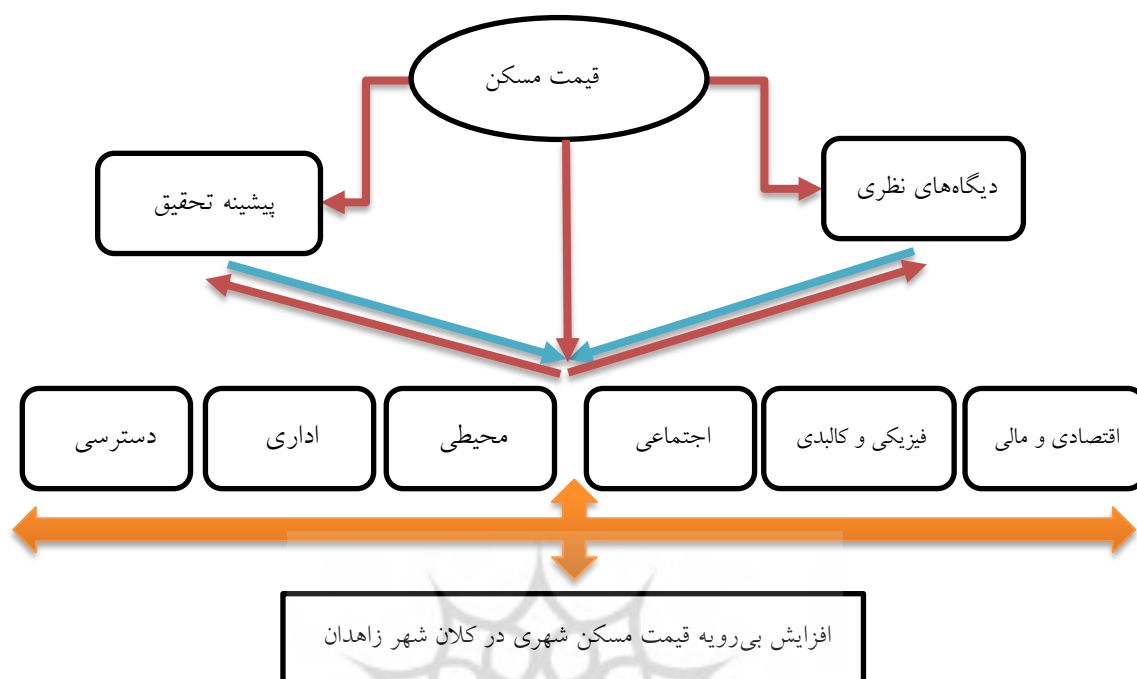 قیمت مسکن
دیگاه‌های نظری
پیشینه تحقیق
اقتصادی و مالی
فیزیکی و کالبدی
اجتماعی
محیطی
اداری
دسترسی
افزایش بی‌رویه قیمت مسکن شهری در کلان شهر زاهدان